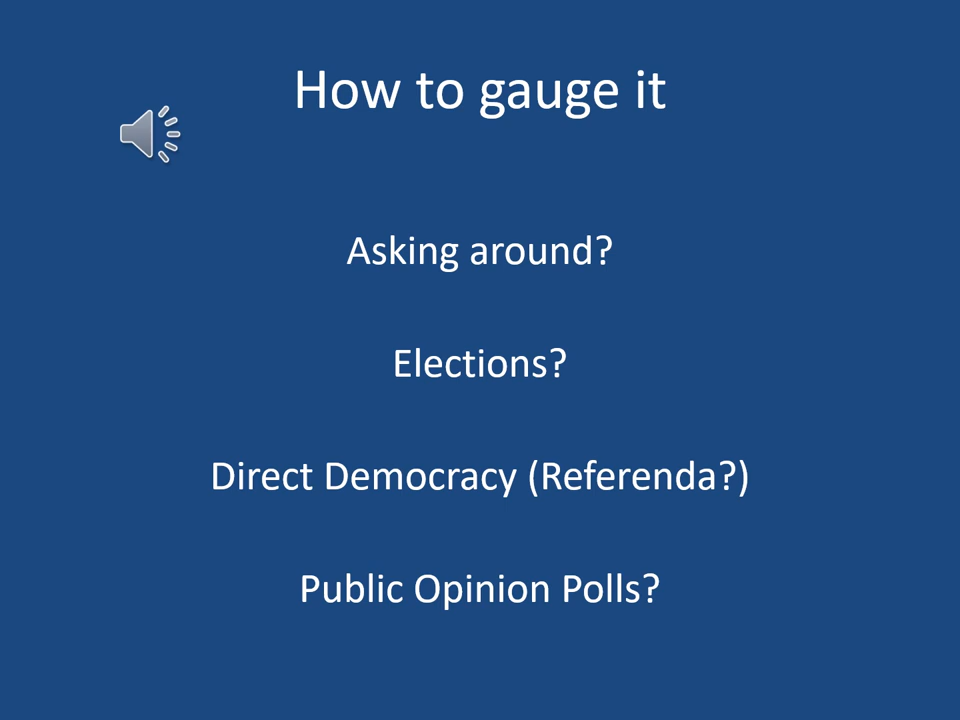 How to gauge it
Asking around?
Elections?
Direct Democracy (Referenda?)
Public Opinion Polls?